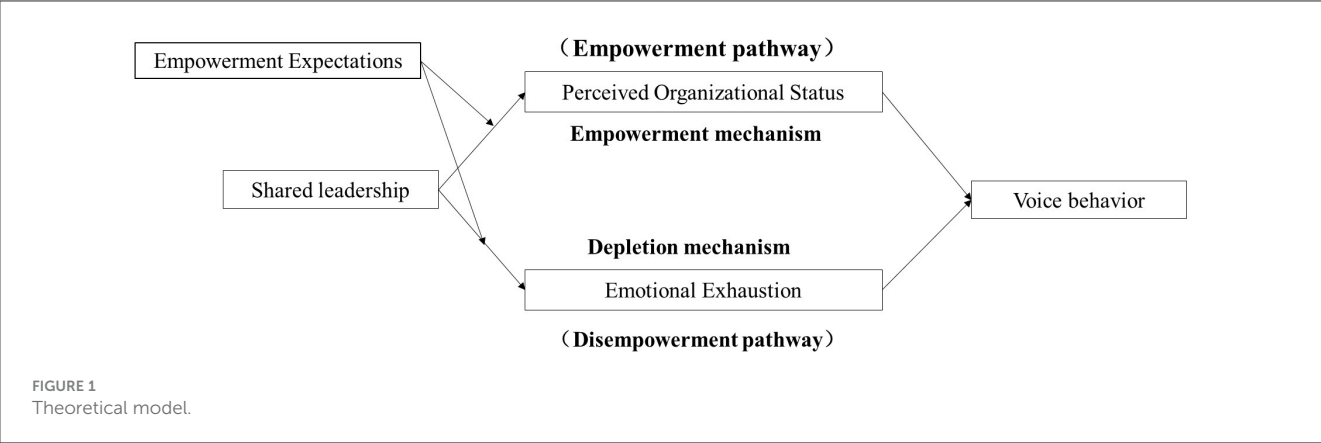 （Empowerment pathway）
Empowerment Expectations
Perceived Organizational Status
Empowerment mechanism
Shared leadership
Voice behavior
Depletion mechanism
Emotional Exhaustion
（Disempowerment pathway）
FIGURE 1
Theoretical model.